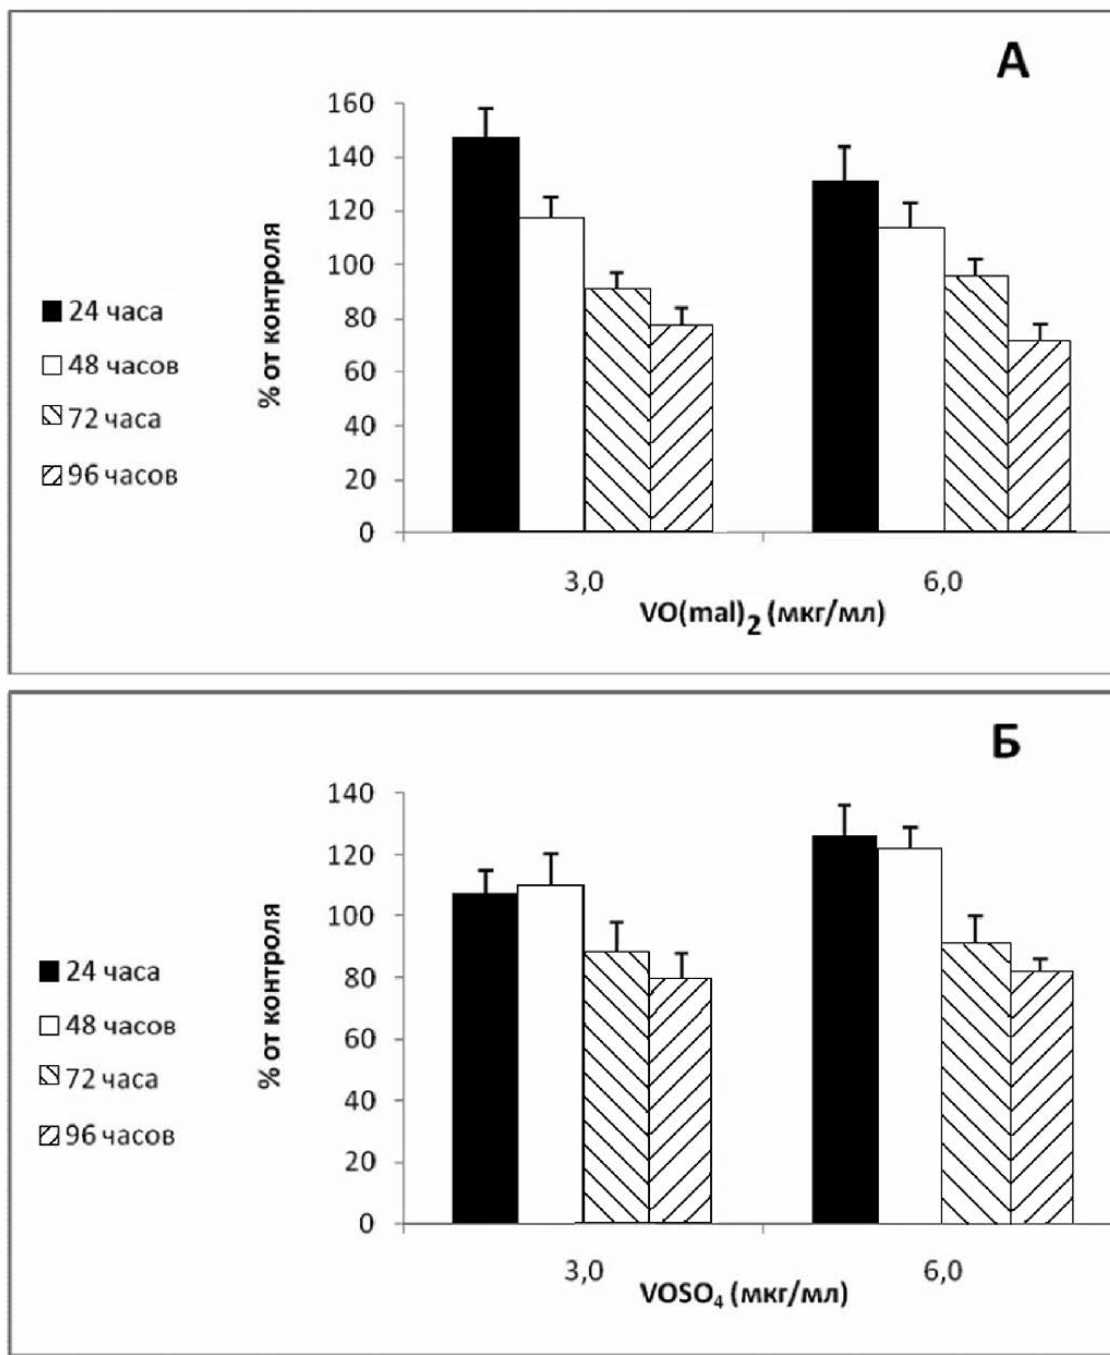 А
160
140
120
100
80
60
40
20
0
% от контроля
24 часа
48 часов
72 часа
96 часов
3,0 6,0
VO(mal)2 (мкг/мл)
Б
140
120
100
80
60
40
20
0
% от контроля
24 часа
48 часов
72 часа
96 часов
3,0 6,0
VOSO4 (мкг/мл)